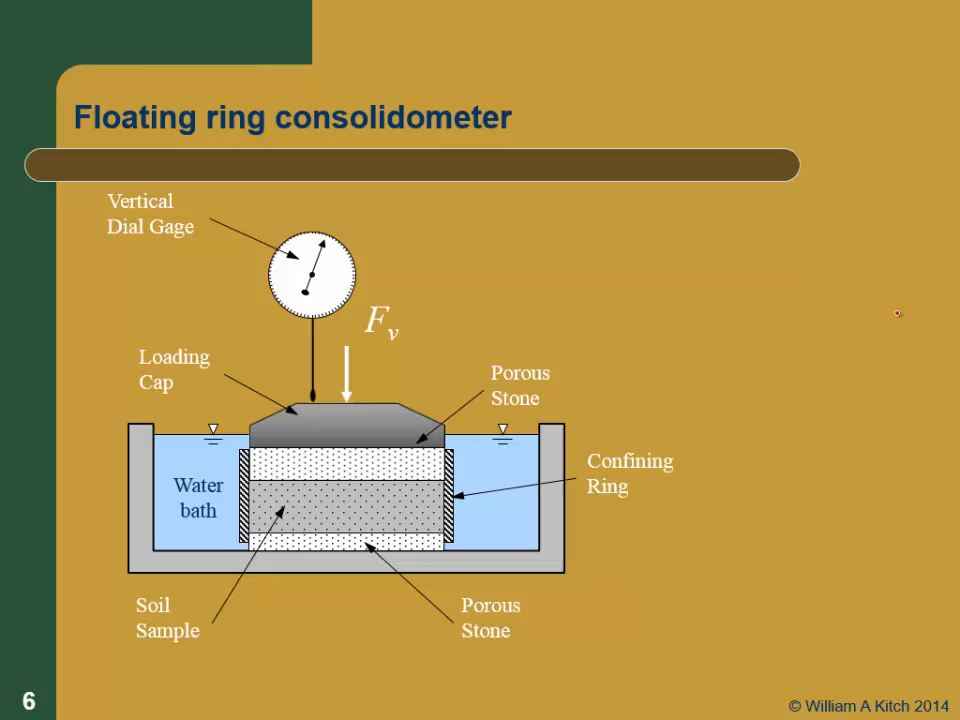 Floating ring consolidometer
Vertical
Dial Gage
Fv
Loading
Cap
Porous
Stone
Confining
Ring
Water
bath
Soil
Sample
Porous
Stone
6
© William A Kitch 2014